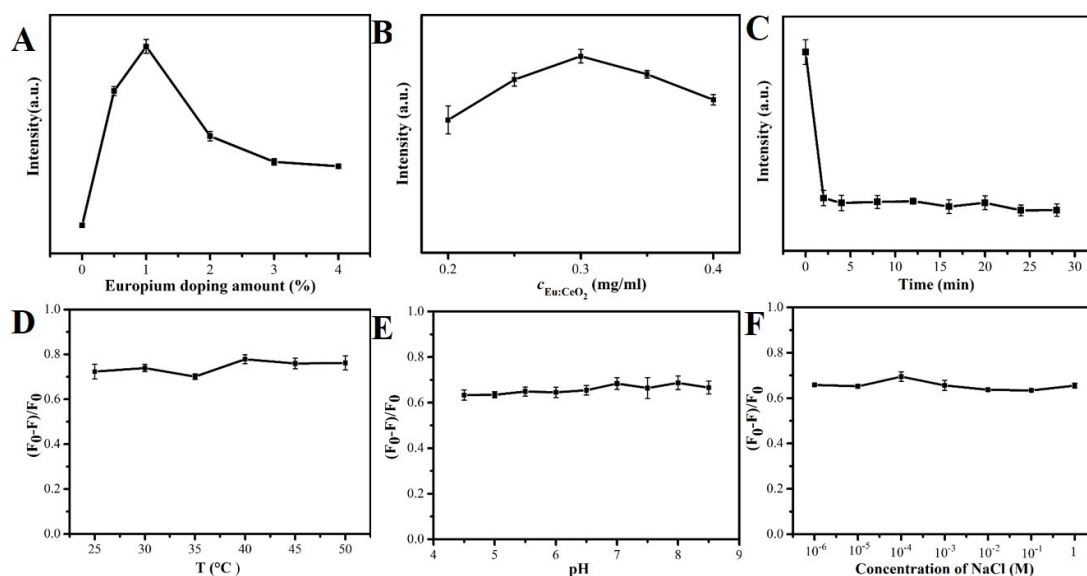 A
Intensity(a.u.)
0 1 2 3 4
Europium doping amount (%)
B
Intensity (a.u.)
0.2 0.3 0.4
c Eu:CeO2 (mg/ml)
C
Intensity (a.u.)
0 5 10 15 20 25 30
Time (min)
D
(F0-F)/F0
1.0
0.8
0.6
0.4
0.2
0.0
25 30 35 40 45 50
T (°C )
E
(F0-F)/F0
1.0
0.8
0.6
0.4
0.2
0.0
4 5 6 7 8 9
pH
F
(F0-F)/F0
1.0
0.8
0.6
0.4
0.2
0.0
10-6 10-5 10-4 10-3 10-2 10-1 1
Concentration of NaCl (M)